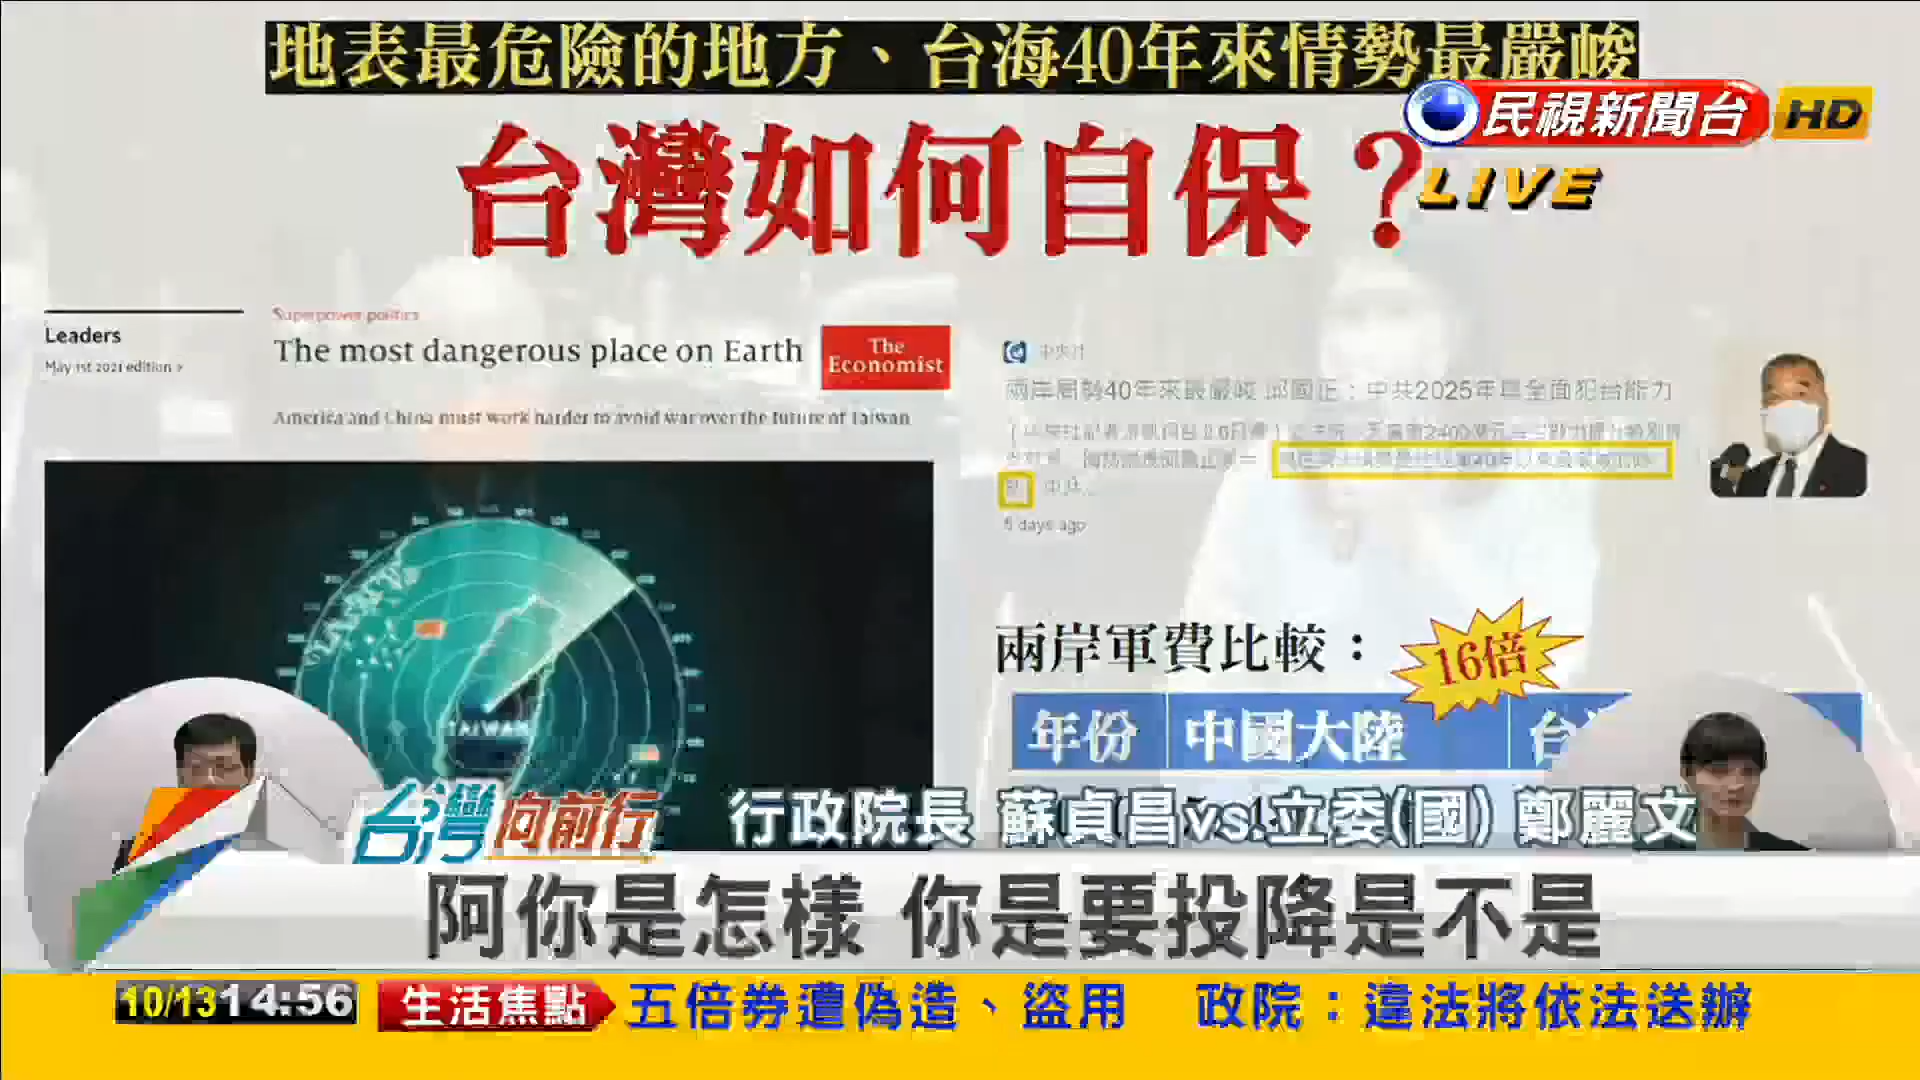 地表最危險的地方、台海40年來情勢最嚴峻
民視新聞台 HD
LIVE
台灣如何自保？
Leaders
May 1st 2021 edition >
Superpower politics
The most dangerous place on Earth
The Economist
America and China must work harder to avoid war over the future of Taiwan
TAIWAN
中央社
兩岸局勢40年來最嚴峻 邱國正：中共2025年具全面犯台能力
5 days ago
兩岸軍費比較：
16倍
年份 中國大陸 台
台灣向前行
行政院長 蘇貞昌vs.立委(國) 鄭麗文
阿你是怎樣 你是要投降是不是
10/13 14:56
生活焦點
五倍券遭偽造、盜用 政院：違法將依法送辦